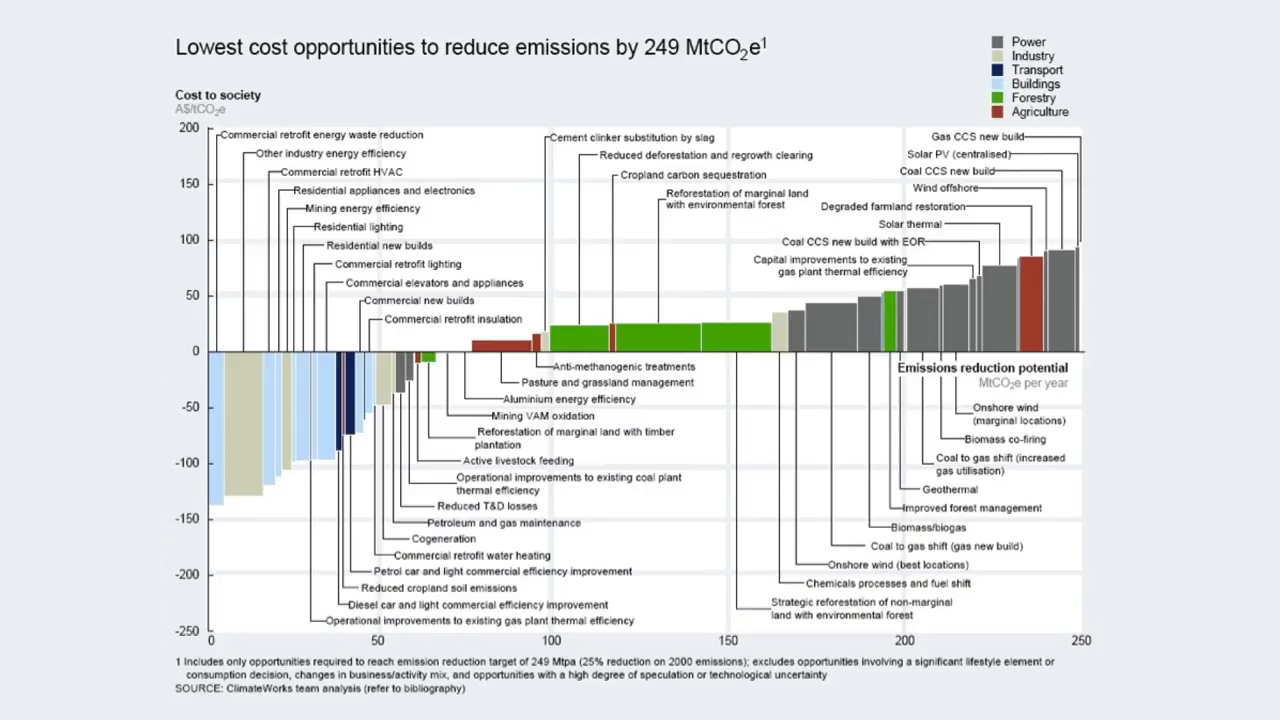 Lowest cost opportunities to reduce emissions by 249 MtCO2e1
Power
Industry
Transport
Buildings
Forestry
Agriculture
Cost to society
A$/tCO2e
200
150
100
50
0
-50
-100
-150
-200
-250
Commercial retrofit energy waste reduction
Other industry energy efficiency
Commercial retrofit HVAC
Residential appliances and electronics
Mining energy efficiency
Residential lighting
Residential new builds
Commercial retrofit lighting
Commercial elevators and appliances
Commercial new builds
Commercial retrofit insulation
Cement clinker substitution by slag
Reduced deforestation and regrowth clearing
Cropland carbon sequestration
Reforestation of marginal land
with environmental forest
Gas CCS new build
Solar PV (centralised)
Coal CCS new build
Wind offshore
Degraded farmland restoration
Solar thermal
Coal CCS new build with EOR
Capital improvements to existing
gas plant thermal efficiency
Anti-methanogenic treatments
Pasture and grassland management
Aluminium energy efficiency
Mining VAM oxidation
Reforestation of marginal land with timber
plantation
Active livestock feeding
Operational improvements to existing coal plant
thermal efficiency
Reduced T&D losses
Petroleum and gas maintenance
Cogeneration
Commercial retrofit water heating
Petrol car and light commercial efficiency improvement
Reduced cropland soil emissions
Diesel car and light commercial efficiency improvement
Operational improvements to existing gas plant thermal efficiency
Emissions reduction potential
MtCO2e per year
Onshore wind
(marginal locations)
Biomass co-firing
Coal to gas shift (increased
gas utilisation)
Geothermal
Improved forest management
Biomass/biogas
Coal to gas shift (gas new build)
Onshore wind (best locations)
Chemicals processes and fuel shift
Strategic reforestation of non-marginal
land with environmental forest
0
50
100
150
200
250
1 Includes only opportunities required to reach emission reduction target of 249 Mtpa (25% reduction on 2000 emissions); excludes opportunities involving a significant lifestyle element or
consumption decision, changes in business/activity mix, and opportunities with a high degree of speculation or technological uncertainty
SOURCE: ClimateWorks team analysis (refer to bibliography)